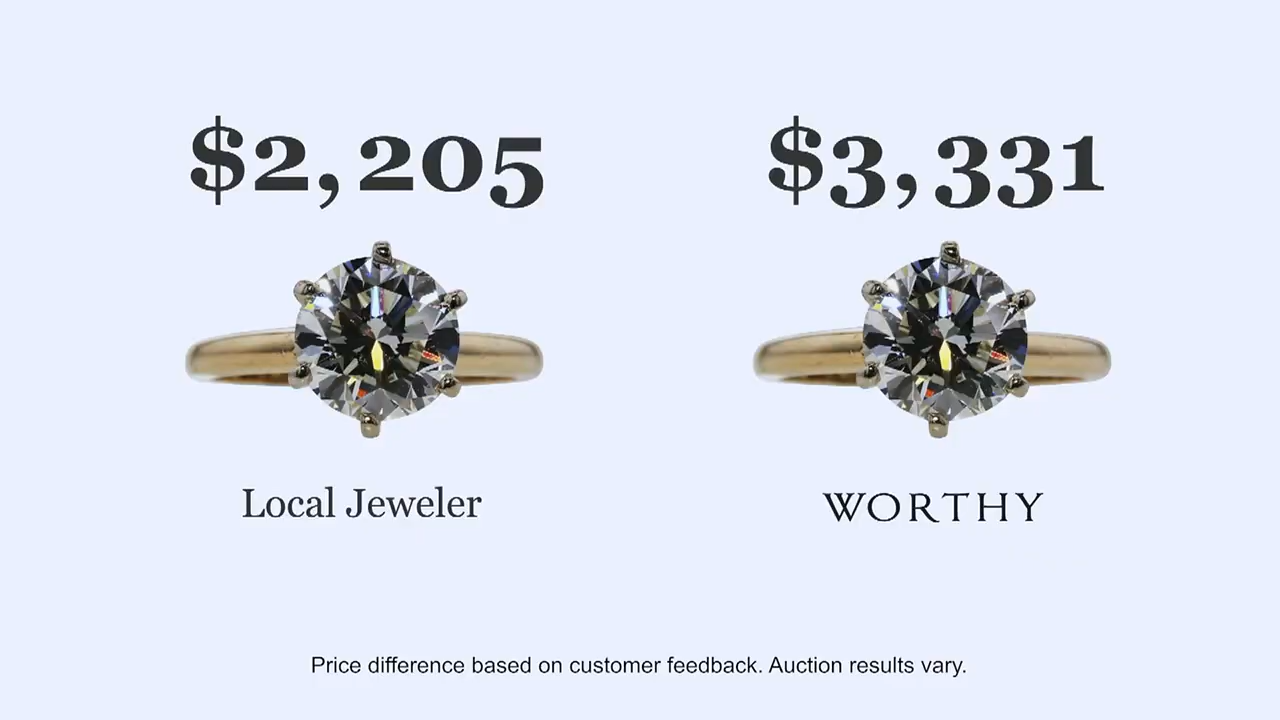 $2,205
$3,331
Local Jeweler
WORTHY
Price difference based on customer feedback. Auction results vary.